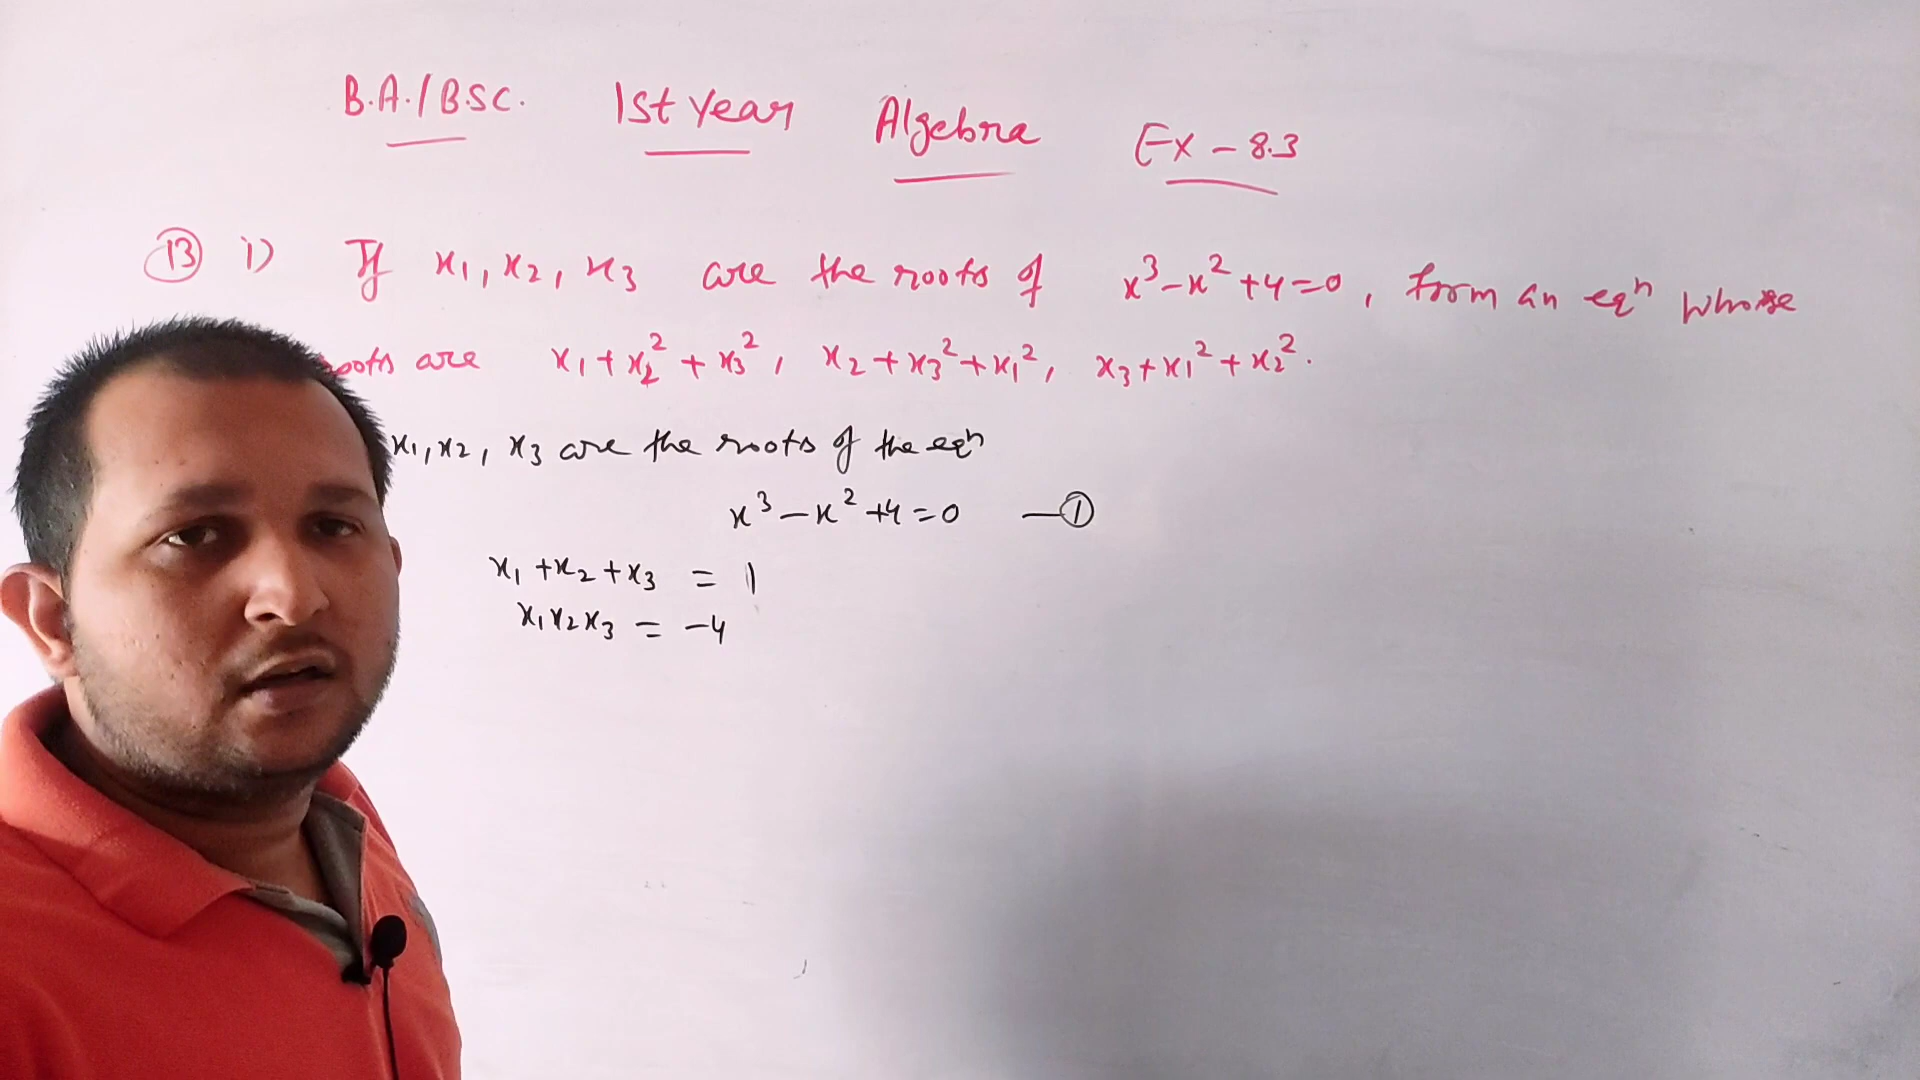 B.A./B.SC. 1st Year Algebra Ex - 8.3
13 i) If x₁, x₂, x₃ are the roots of x³-x²+4=0, form an eqⁿ whose
roots are x₁+x₂²+x₃², x₂+x₃²+x₁², x₃+x₁²+x₂².
x₁, x₂, x₃ are the roots of the eqⁿ
x³-x²+4=0 —①
x₁+x₂+x₃ = 1
x₁x₂x₃ = -4